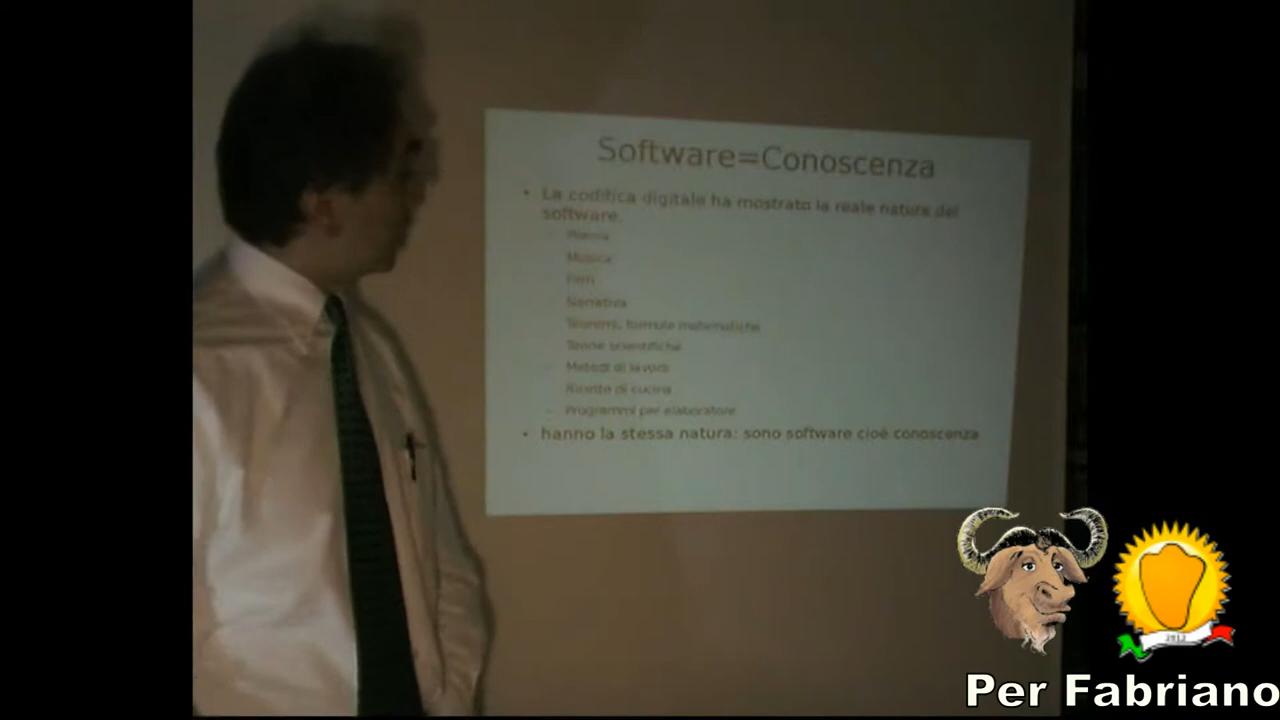 Software=Conoscenza
• La codifica digitale ha mostrato la reale natura del
software.
Poesia
Musica
Film
Narrativa
Teoremi, formule matematiche
Teorie scientifiche
– Metodi di lavoro
Ricette di cucina
– Programmi per elaboratore
• hanno la stessa natura: sono software cioè conoscenza
2012
Per Fabriano